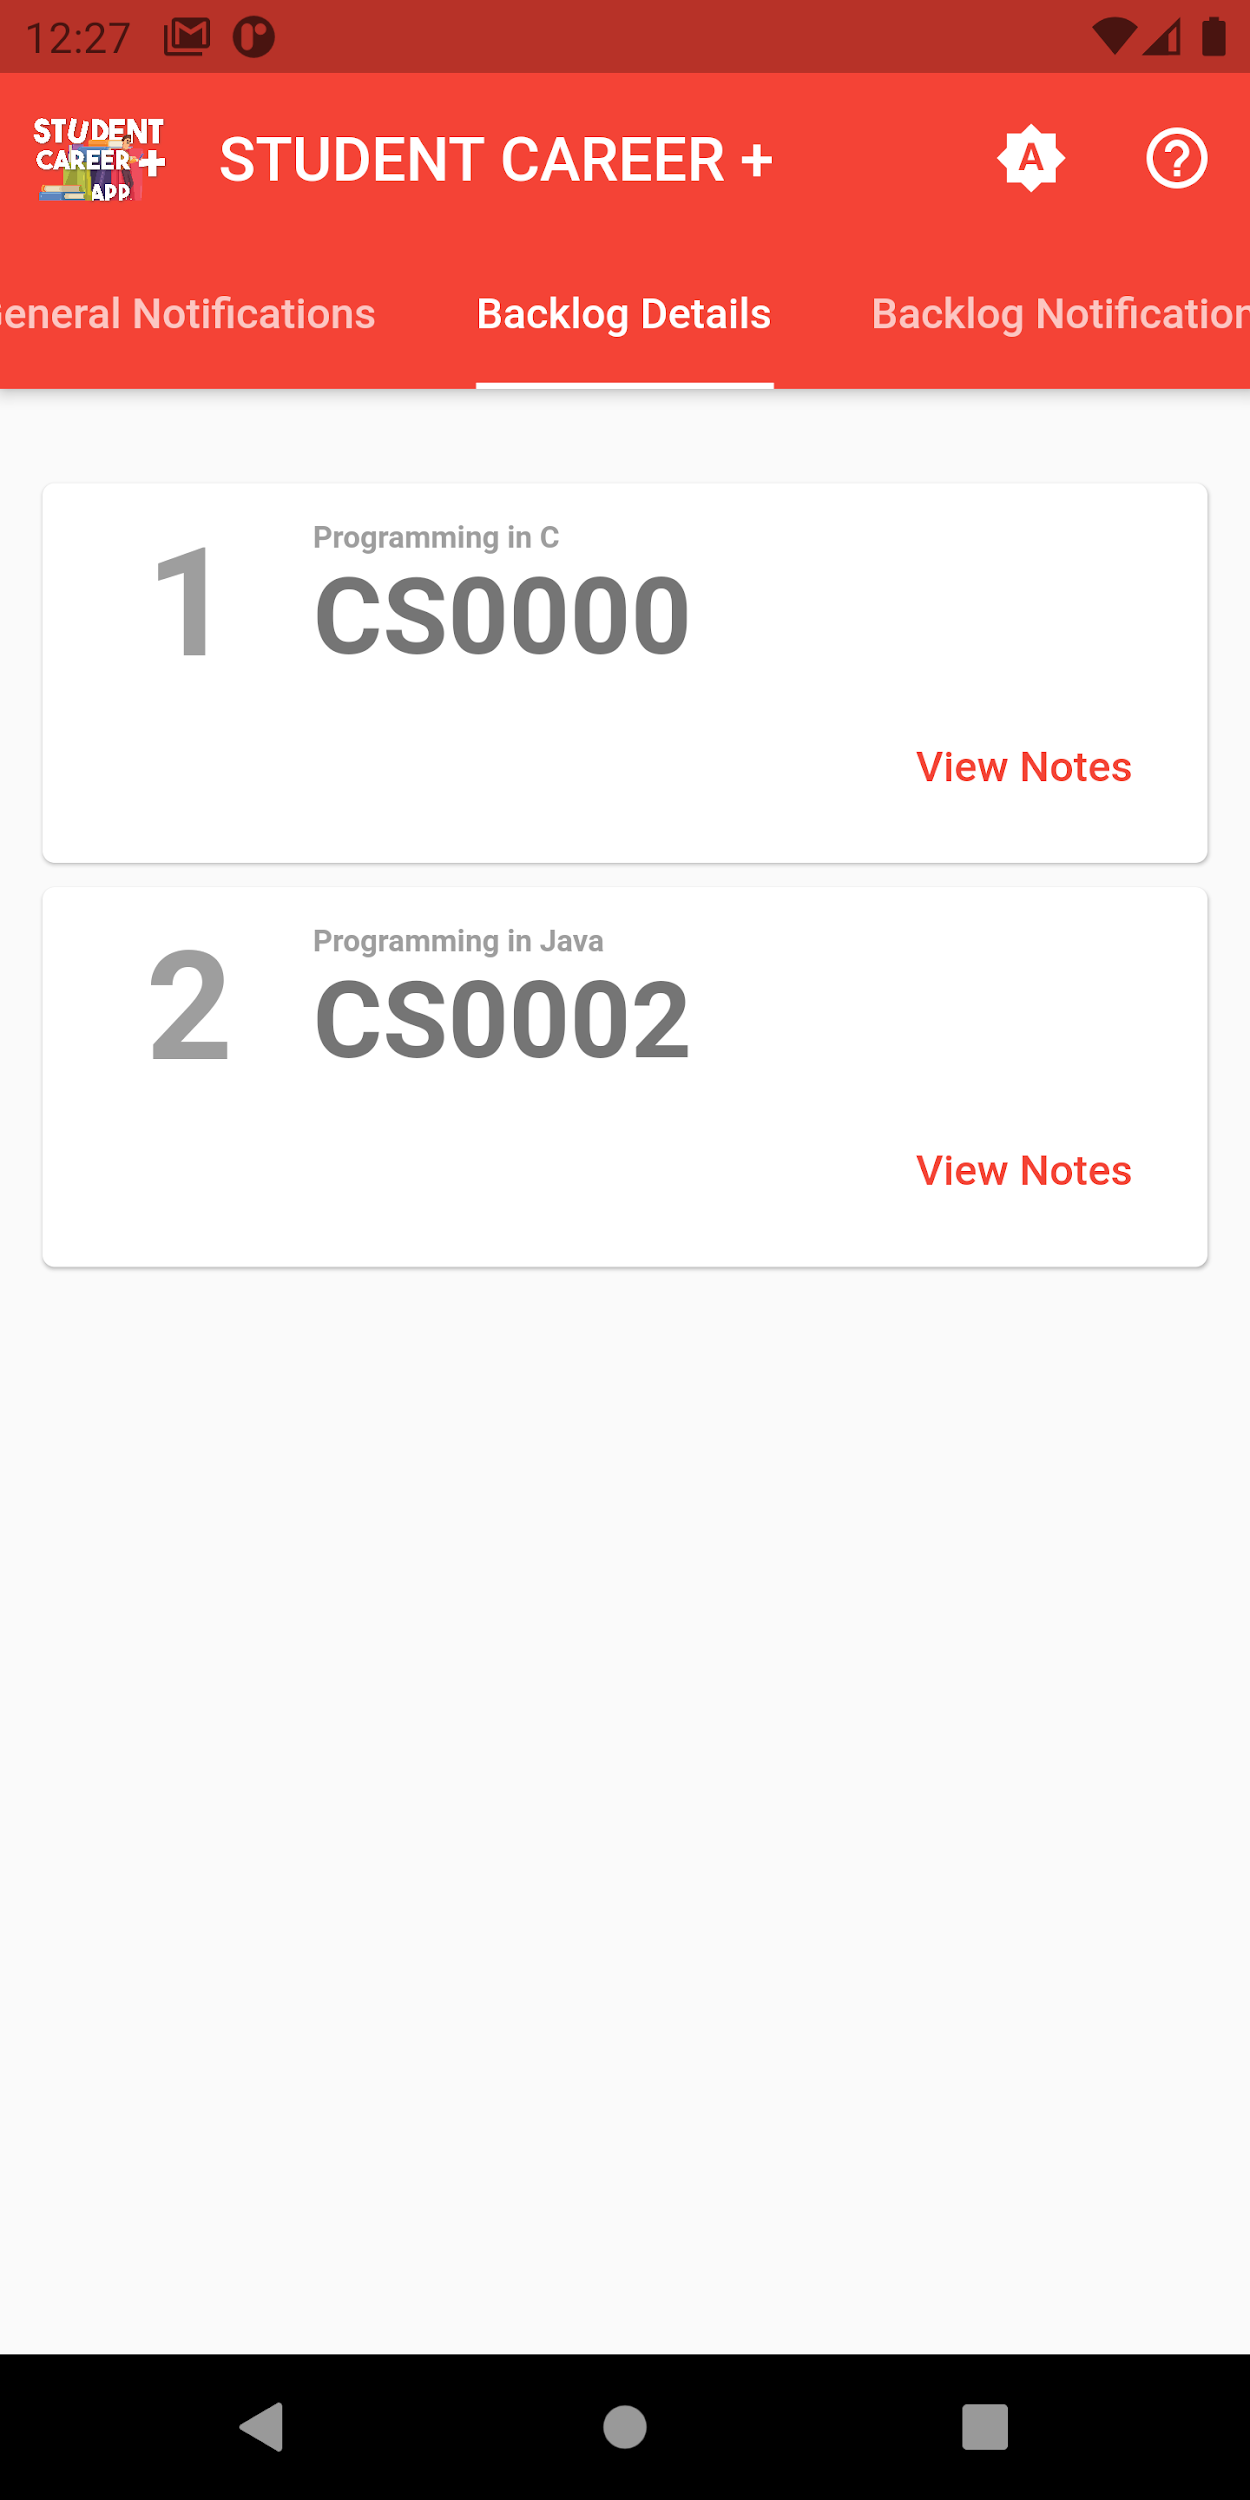 12:27
STUDENT
CAREER +
APP
STUDENT CAREER +
A
?
eneral Notifications
Backlog Details
Backlog Notification
1
Programming in C
CS0000
View Notes
2
Programming in Java
CS0002
View Notes